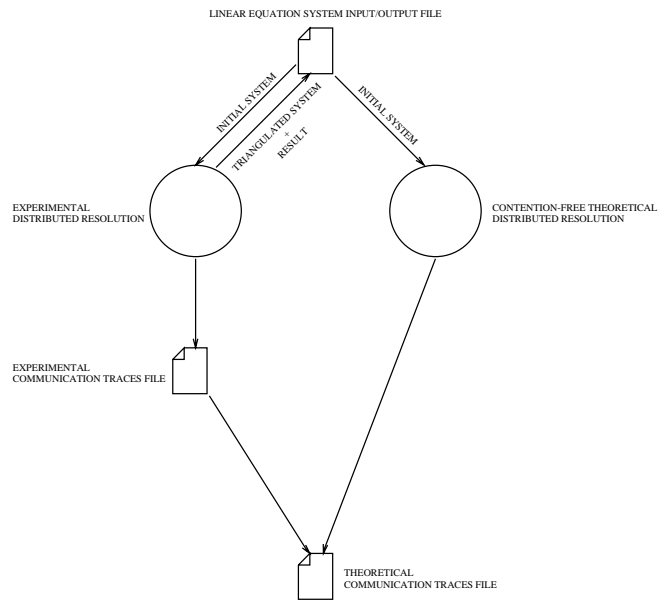 LINEAR EQUATION SYSTEM INPUT/OUTPUT FILE
INITIAL SYSTEM
TRIANGULATED SYSTEM
+
RESULT
INITIAL SYSTEM
EXPERIMENTAL
DISTRIBUTED RESOLUTION
CONTENTION-FREE THEORETICAL
DISTRIBUTED RESOLUTION
EXPERIMENTAL
COMMUNICATION TRACES FILE
THEORETICAL
COMMUNICATION TRACES FILE